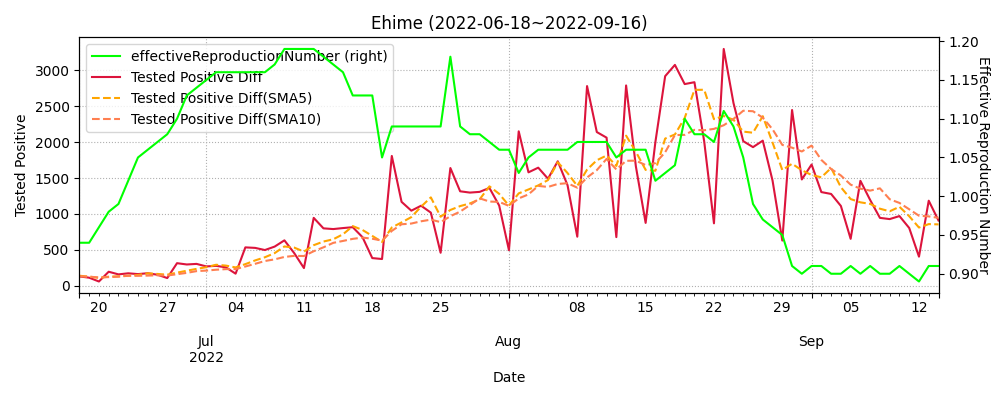 Ehime (2022-06-18~2022-09-16)
effectiveReproductionNumber (right)
Tested Positive Diff
Tested Positive Diff(SMA5)
Tested Positive Diff(SMA10)
Tested Positive
3000
2500
2000
1500
1000
500
0
1.20
1.15
1.10
1.05
1.00
0.95
0.90
Effective Reproduction Number
20 27 04 11 18 25 08 15 22 29 05 12
Jul Aug Sep
2022
Date